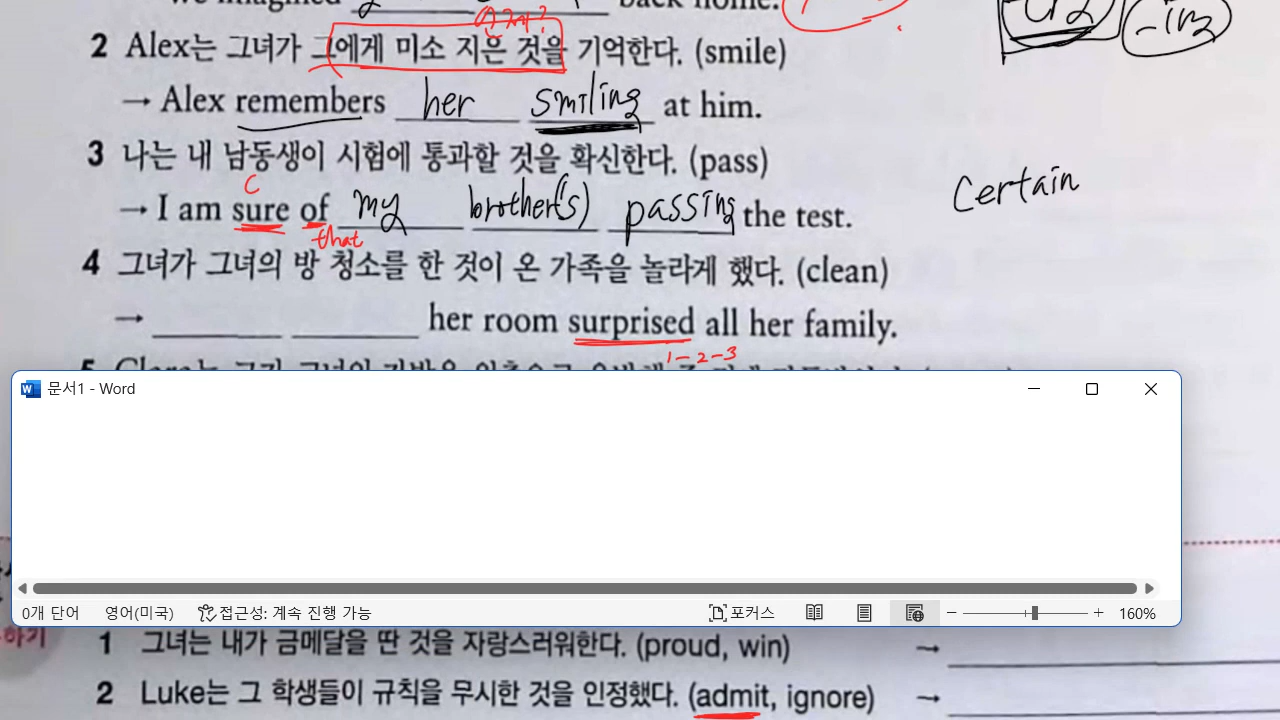 back home.
2 Alex는 그녀가 그에게 미소 지은 것을 기억한다. (smile)
→ Alex remembers her smiling at him.
3 나는 내 남동생이 시험에 통과할 것을 확신한다. (pass)
C
Certain
→ I am sure of my brother('s) passing the test.
that
4 그녀가 그녀의 방 청소를 한 것이 온 가족을 놀라게 했다. (clean)
→ ______ ______ her room surprised all her family.
1-2-3
문서1 - Word
0개 단어 영어(미국) 접근성: 계속 진행 가능 포커스 160%
1 그녀는 내가 금메달을 딴 것을 자랑스러워한다. (proud, win) →
2 Luke는 그 학생들이 규칙을 무시한 것을 인정했다. (admit, ignore) →